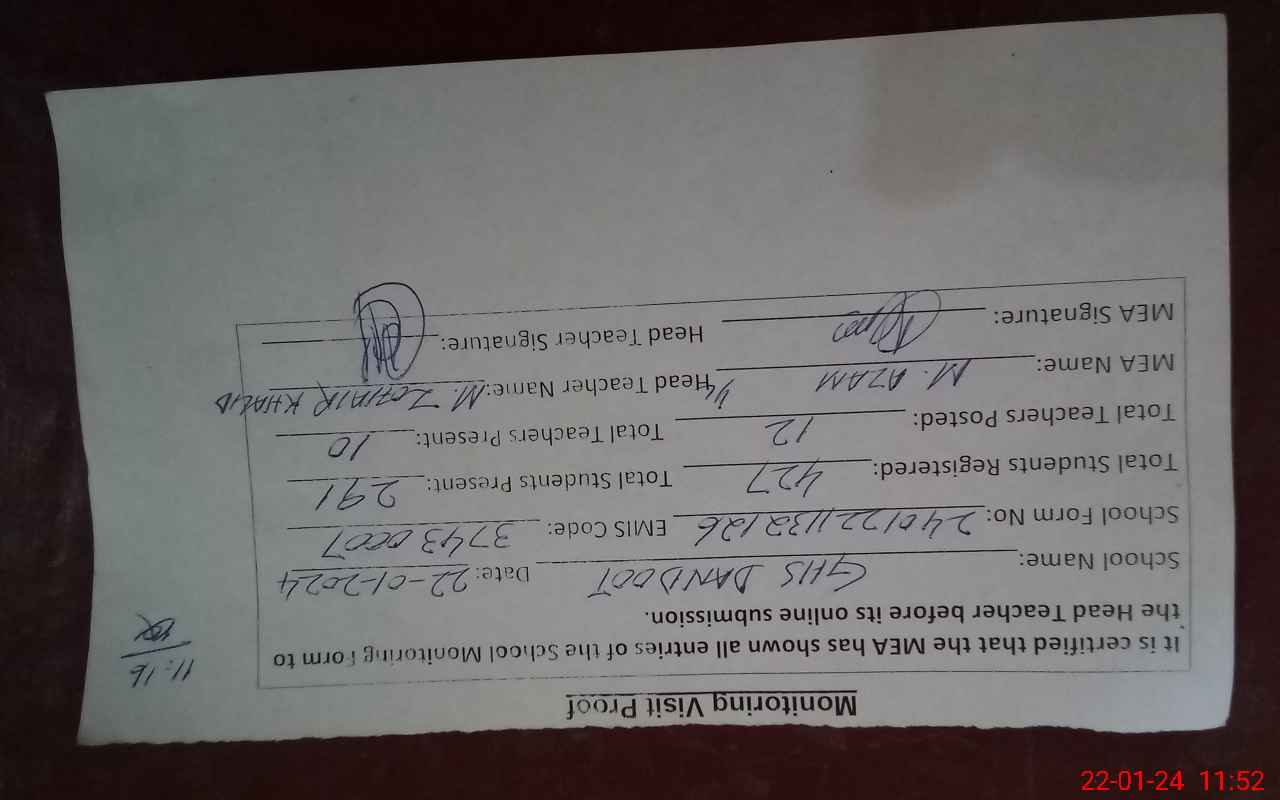 Monitoring Visit Proof
It is certified that the MEA has shown all entries of the School Monitoring Form to
the Head Teacher before its online submission.
11:16
School Name: GHS DANDOOT Date: 22-01-2024
School Form No: 2401221132126 EMIS Code: 37430007
Total Students Registered: 427 Total Students Present: 291
Total Teachers Posted: 12 Total Teachers Present: 10
MEA Name: M. AZAM Head Teacher Name: M. ZOHAIR KHALID
MEA Signature: Head Teacher Signature:
22-01-24 11:52